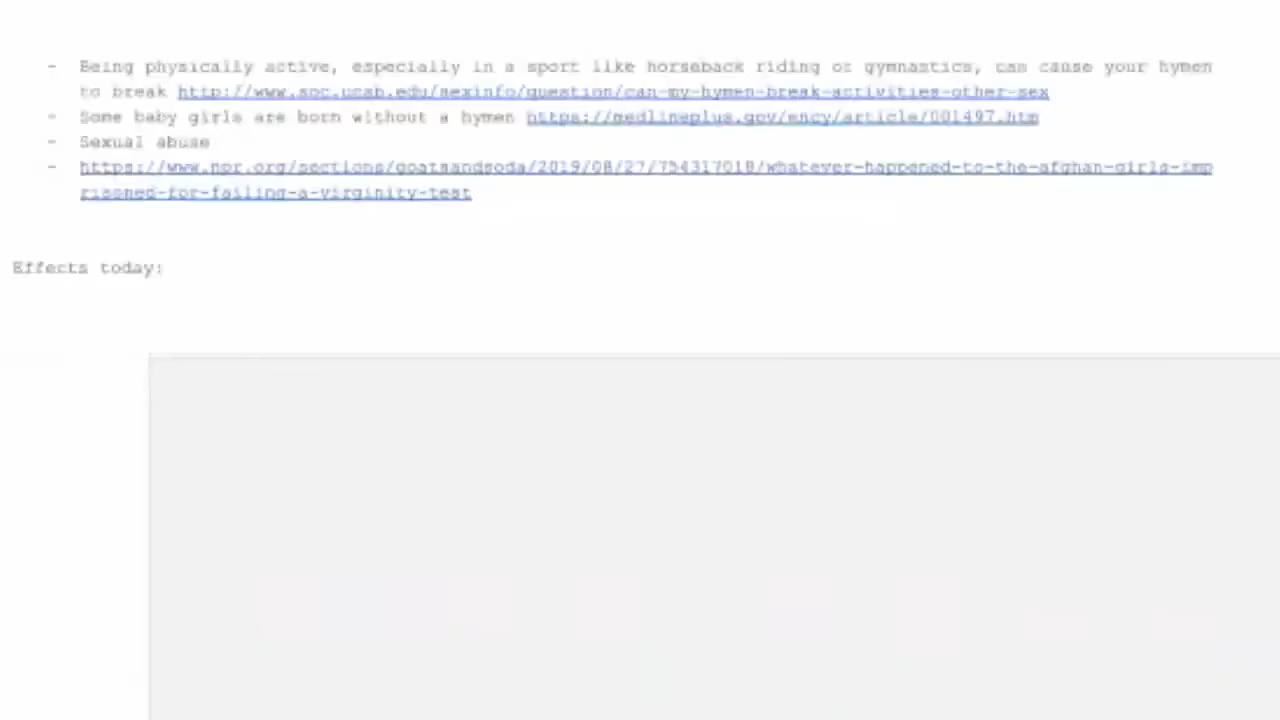 - Being physically active, especially in a sport like horseback riding or gymnastics, can cause your hymen
to break http://www.soc.ucsb.edu/sexinfo/question/can-my-hymen-break-activities-other-sex
- Some baby girls are born without a hymen https://medlineplus.gov/ency/article/001497.htm
- Sexual abuse
- https://www.npr.org/sections/goatsandsoda/2019/08/27/754317018/whatever-happened-to-the-afghan-girls-imp
risoned-for-failing-a-virginity-test
Effects today: